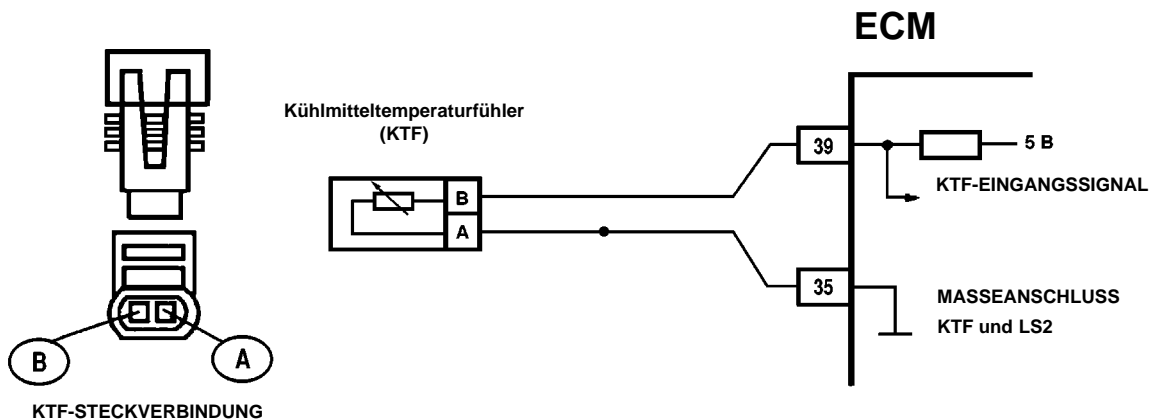 ECM
Kühlmitteltemperaturfühler
(KTF)
39
5 B
KTF-EINGANGSSIGNAL
B
A
35
MASSEANSCHLUSS
KTF und LS2
B
A
KTF-STECKVERBINDUNG